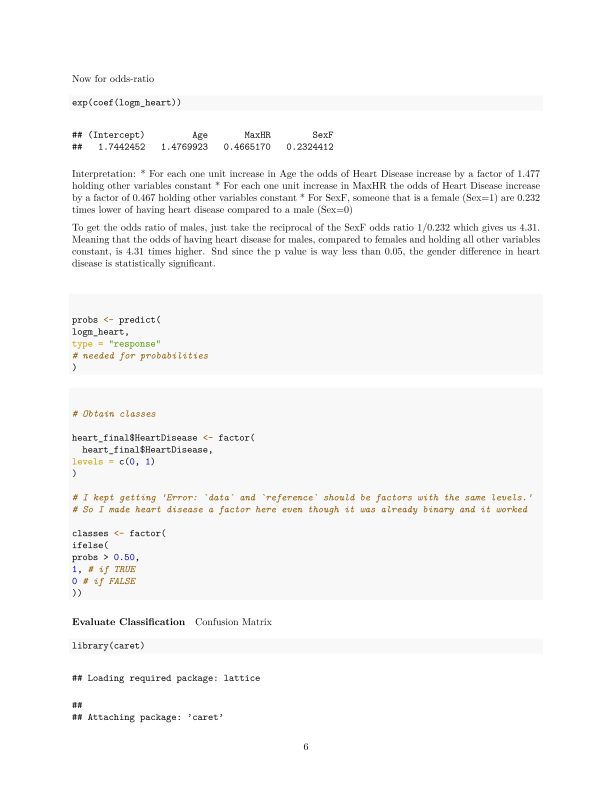 Now for odds-ratio
exp(coef(logm_heart))
## (Intercept)         Age       MaxHR        SexF
##   1.7442452   1.4769923   0.4665170   0.2324412
Interpretation: * For each one unit increase in Age the odds of Heart Disease increase by a factor of 1.477
holding other variables constant * For each one unit increase in MaxHR the odds of Heart Disease increase
by a factor of 0.467 holding other variables constant * For SexF, someone that is a female (Sex=1) are 0.232
times lower of having heart disease compared to a male (Sex=0)
To get the odds ratio of males, just take the reciprocal of the SexF odds ratio 1/0.232 which gives us 4.31.
Meaning that the odds of having heart disease for males, compared to females and holding all other variables
constant, is 4.31 times higher. Snd since the p value is way less than 0.05, the gender difference in heart
disease is statistically significant.
probs <- predict(
logm_heart,
type = "response"
# needed for probabilities
)
# Obtain classes
heart_final$HeartDisease <- factor(
  heart_final$HeartDisease,
levels = c(0, 1)
)
# I kept getting 'Error: `data` and `reference` should be factors with the same levels.'
# So I made heart disease a factor here even though it was already binary and it worked
classes <- factor(
ifelse(
probs > 0.50,
1, # if TRUE
0 # if FALSE
))
Evaluate Classification Confusion Matrix
library(caret)
## Loading required package: lattice
##
## Attaching package: 'caret'
6